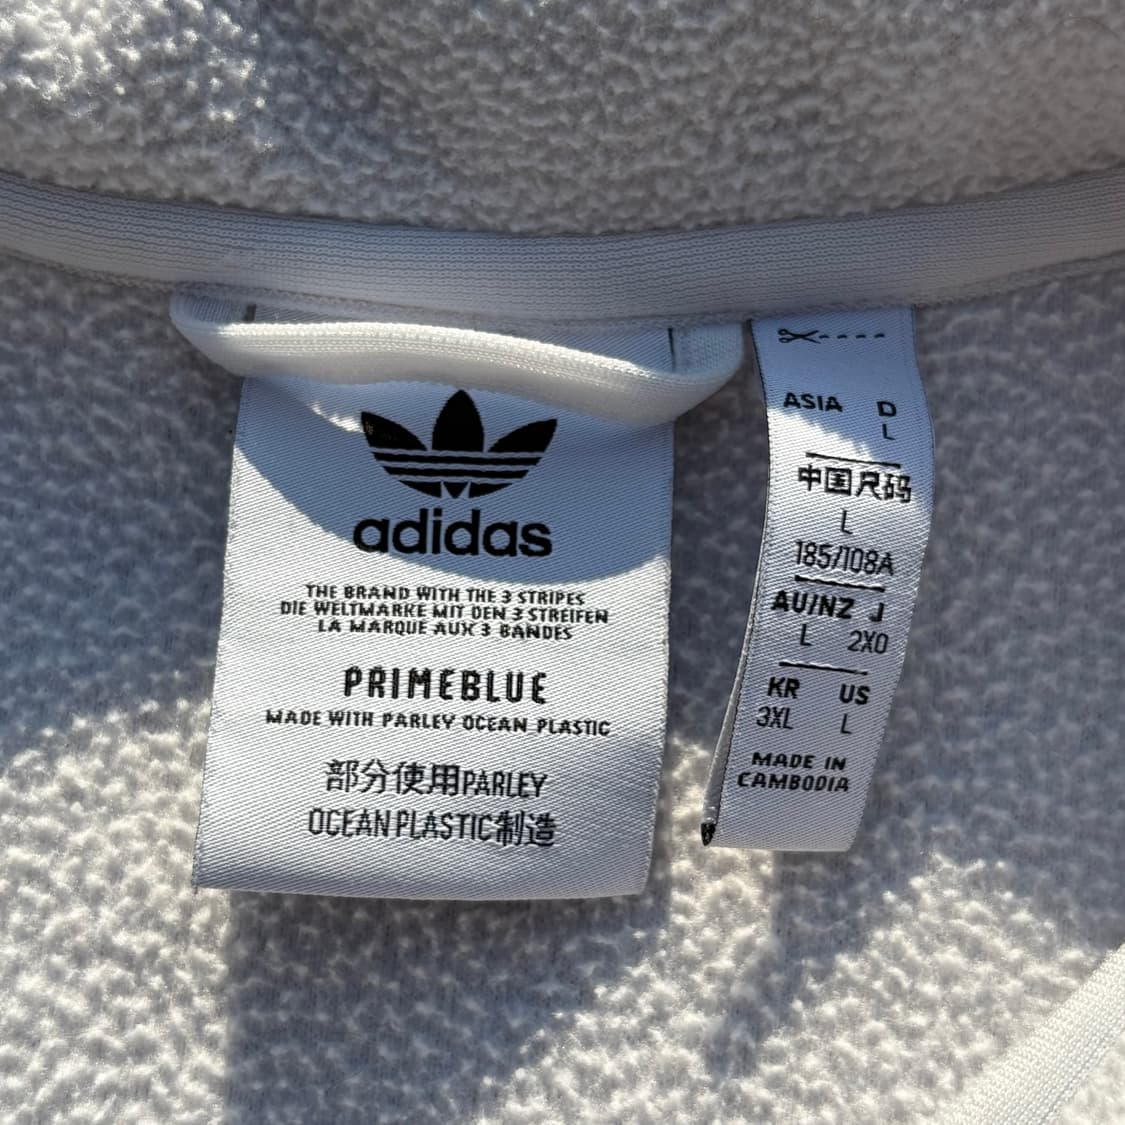 adidas
THE BRAND WITH THE 3 STRIPES
DIE WELTMARKE MIT DEN 3 STREIFEN
LA MARQUE AUX 3 BANDES
PRIMEBLUE
MADE WITH PARLEY OCEAN PLASTIC
部分使用PARLEY
OCEAN PLASTIC制造
ASIA D
L
中国尺码
L
185/108A
AU/NZ J
L 2XO
KR US
3XL L
MADE IN
CAMBODIA